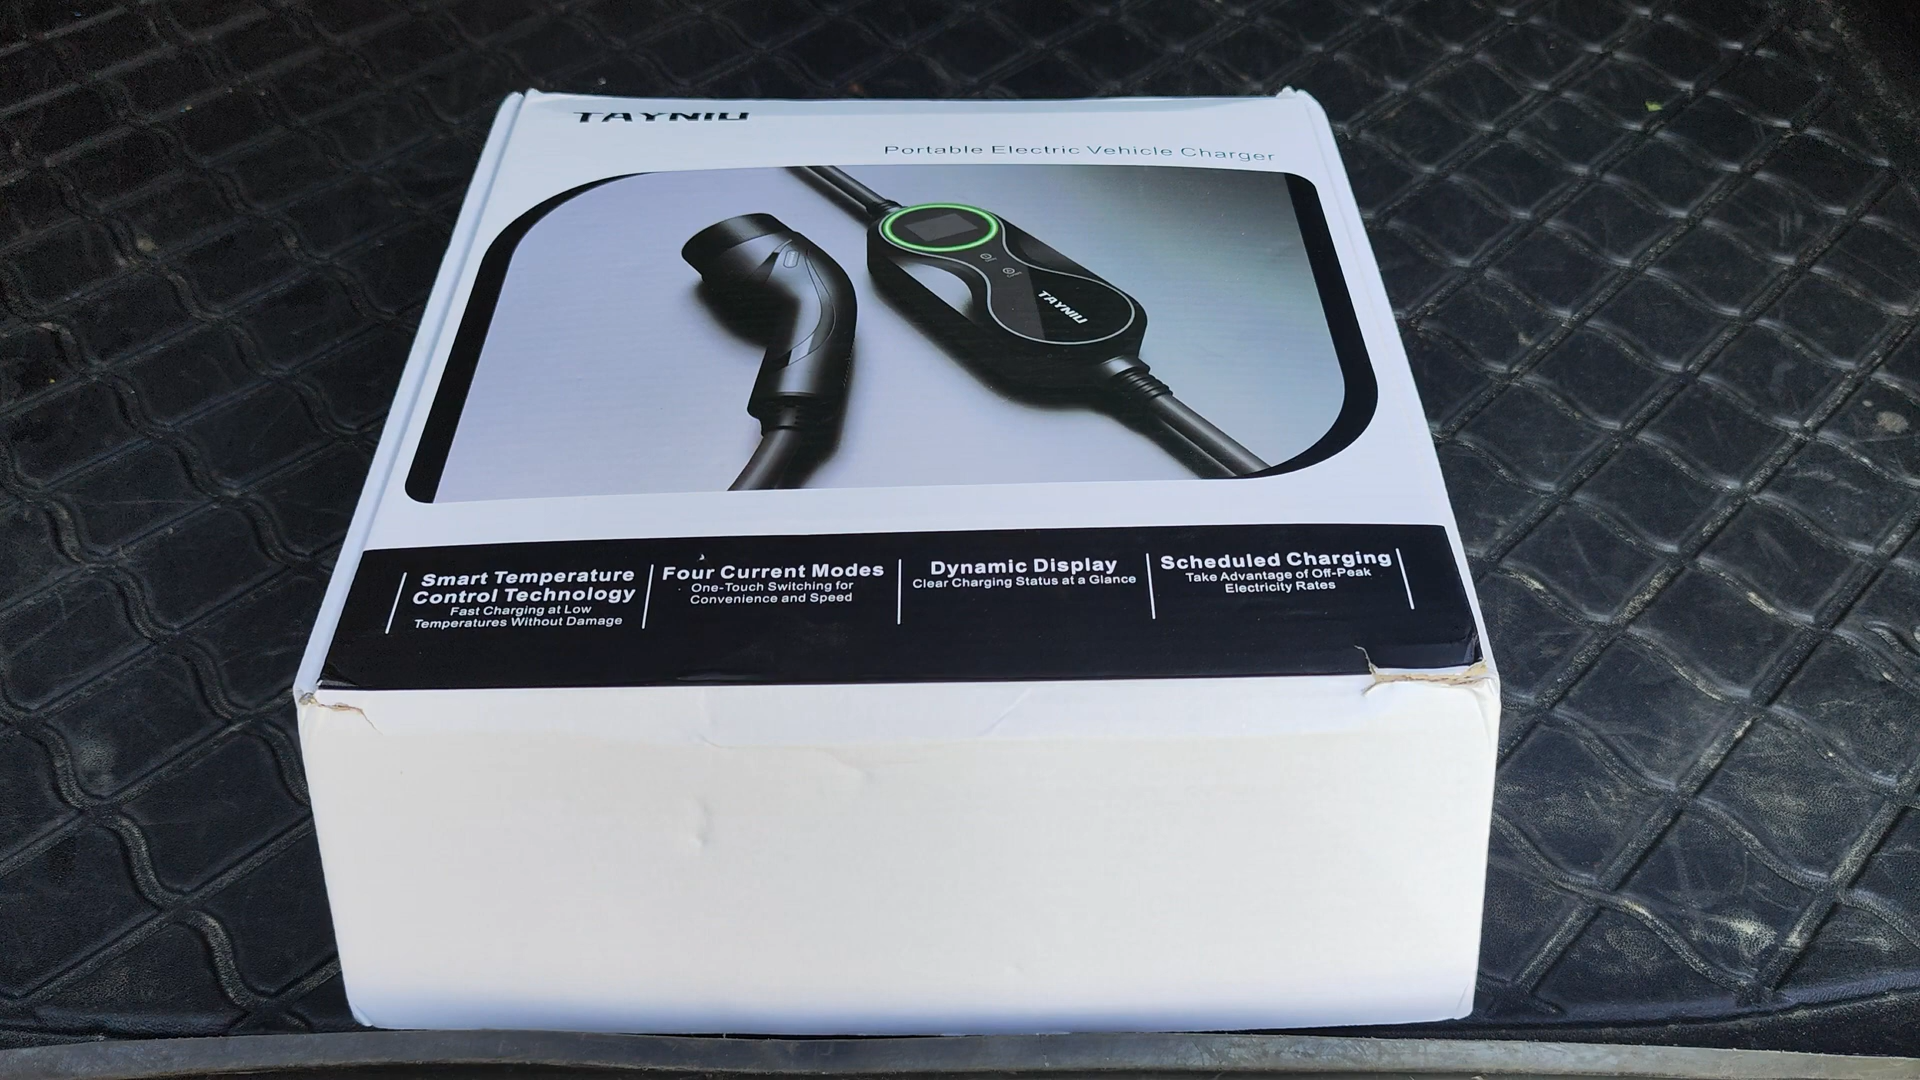 TAYNIU
Portable Electric Vehicle Charger
TAYNIU
Smart Temperature
Control Technology
Fast Charging at Low
Temperatures Without Damage
Four Current Modes
One-Touch Switching for
Convenience and Speed
Dynamic Display
Clear Charging Status at a Glance
Scheduled Charging
Take Advantage of Off-Peak
Electricity Rates